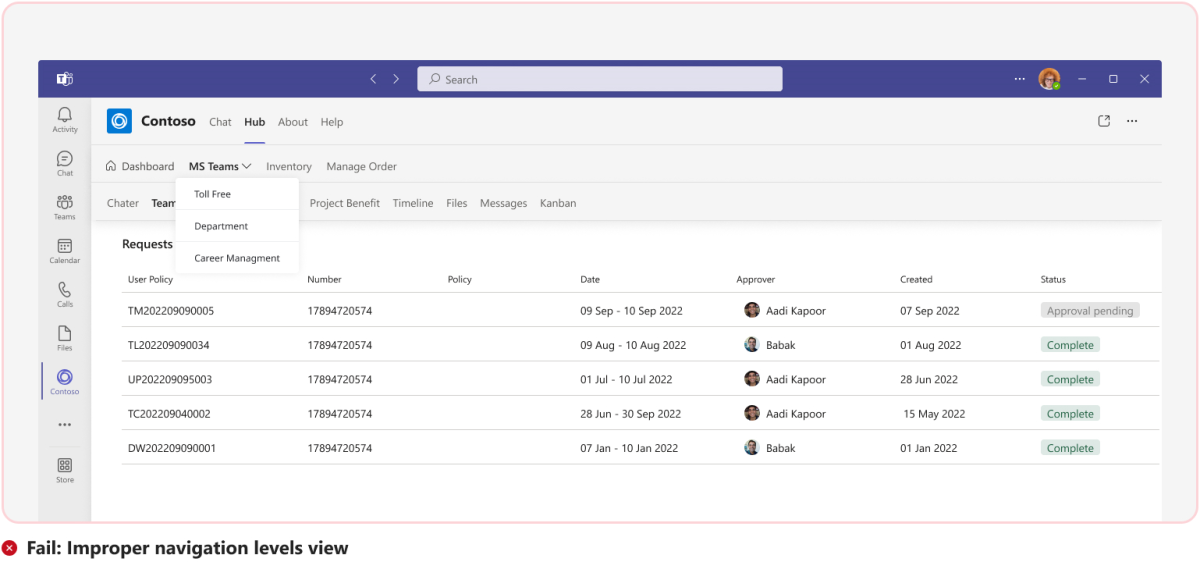 Search
Activity
Chat
Teams
Calendar
Calls
Files
Contoso
Store
Contoso Chat Hub About Help
Dashboard MS Teams Inventory Manage Order
Toll Free
Department
Career Managment
Chater Team Project Benefit Timeline Files Messages Kanban
Requests
User Policy Number Policy Date Approver Created Status
TM202209090005 17894720574 09 Sep - 10 Sep 2022 Aadi Kapoor 07 Sep 2022 Approval pending
TL202209090034 17894720574 09 Aug - 10 Aug 2022 Babak 01 Aug 2022 Complete
UP202209095003 17894720574 01 Jul - 10 Jul 2022 Aadi Kapoor 28 Jun 2022 Complete
TC202209040002 17894720574 28 Jun - 30 Sep 2022 Aadi Kapoor 15 May 2022 Complete
DW202209090001 17894720574 07 Jan - 10 Jan 2022 Babak 01 Jan 2022 Complete
Fail: Improper navigation levels view